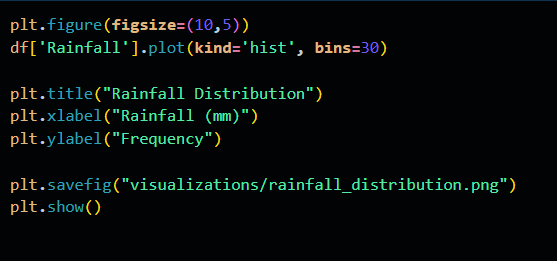 plt.figure(figsize=(10,5))
df['Rainfall'].plot(kind='hist', bins=30)
plt.title("Rainfall Distribution")
plt.xlabel("Rainfall (mm)")
plt.ylabel("Frequency")
plt.savefig("visualizations/rainfall_distribution.png")
plt.show()